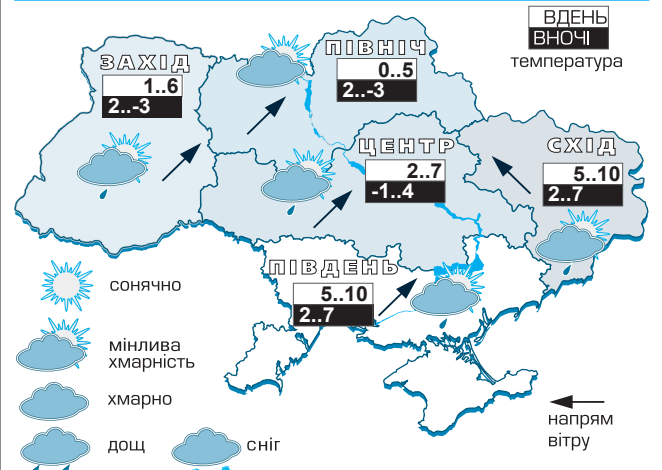 ВДЕНЬ
ВНОЧІ
температура
ЗАХІД
1..6
2..-3
ПІВНІЧ
0..5
2..-3
ЦЕНТР
2..7
-1..4
СХІД
5..10
2..7
ПІВДЕНЬ
5..10
2..7
сонячно
мінлива
хмарність
хмарно
дощ
сніг
напрям
вітру